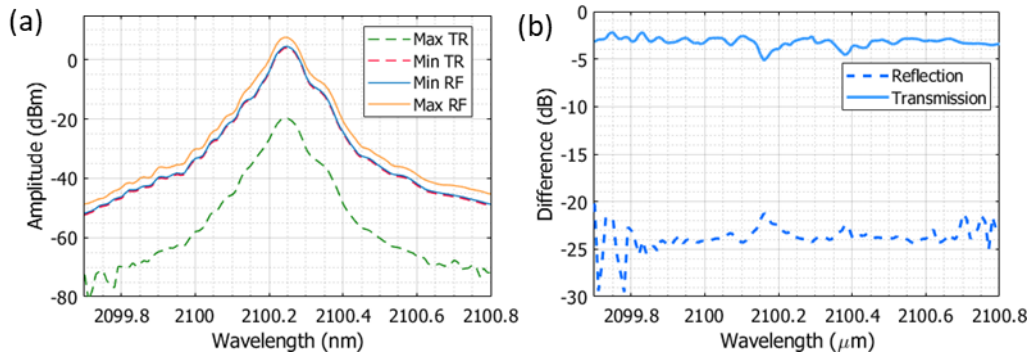 (a)
Amplitude (dBm)
0
-20
-40
-60
-80
Max TR
Min TR
Min RF
Max RF
2099.8
2100
2100.2
2100.4
2100.6
2100.8
Wavelength (nm)
(b)
Difference (dB)
0
-5
-10
-15
-20
-25
-30
Reflection
Transmission
2099.8
2100
2100.2
2100.4
2100.6
2100.8
Wavelength (μm)